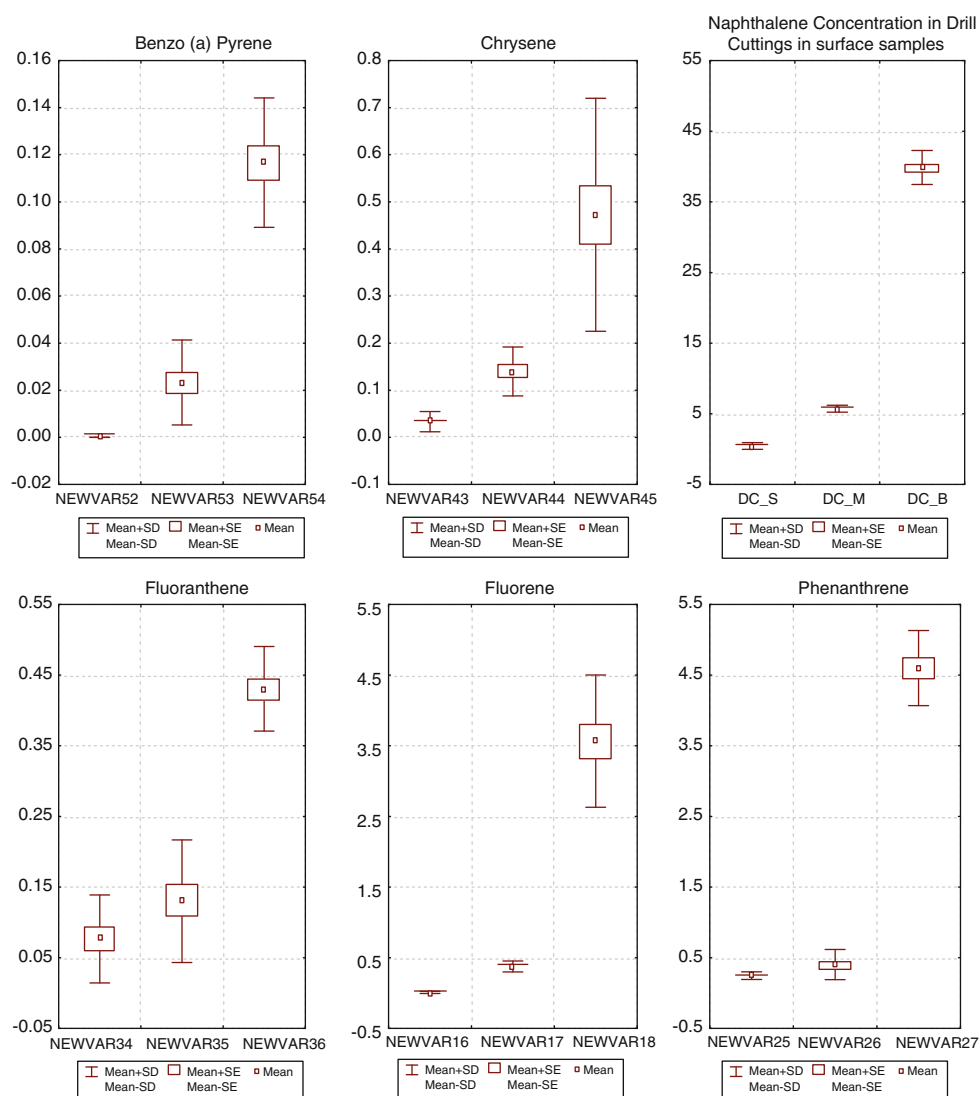 Benzo (a) Pyrene
0.16
0.14
0.12
0.10
0.08
0.06
0.04
0.02
0.00
-0.02
NEWVAR52 NEWVAR53 NEWVAR54
Mean+SD Mean+SE Mean
Mean-SD Mean-SE
Chrysene
0.8
0.7
0.6
0.5
0.4
0.3
0.2
0.1
0.0
-0.1
NEWVAR43 NEWVAR44 NEWVAR45
Mean+SD Mean+SE Mean
Mean-SD Mean-SE
Naphthalene Concentration in Drill
Cuttings in surface samples
55
45
35
25
15
5
-5
DC_S DC_M DC_B
Mean+SD Mean+SE Mean
Mean-SD Mean-SE
Fluoranthene
0.55
0.45
0.35
0.25
0.15
0.05
-0.05
NEWVAR34 NEWVAR35 NEWVAR36
Mean+SD Mean+SE Mean
Mean-SD Mean-SE
Fluorene
5.5
4.5
3.5
2.5
1.5
0.5
-0.5
NEWVAR16 NEWVAR17 NEWVAR18
Mean+SD Mean+SE Mean
Mean-SD Mean-SE
Phenanthrene
5.5
4.5
3.5
2.5
1.5
0.5
-0.5
NEWVAR25 NEWVAR26 NEWVAR27
Mean+SD Mean+SE Mean
Mean-SD Mean-SE